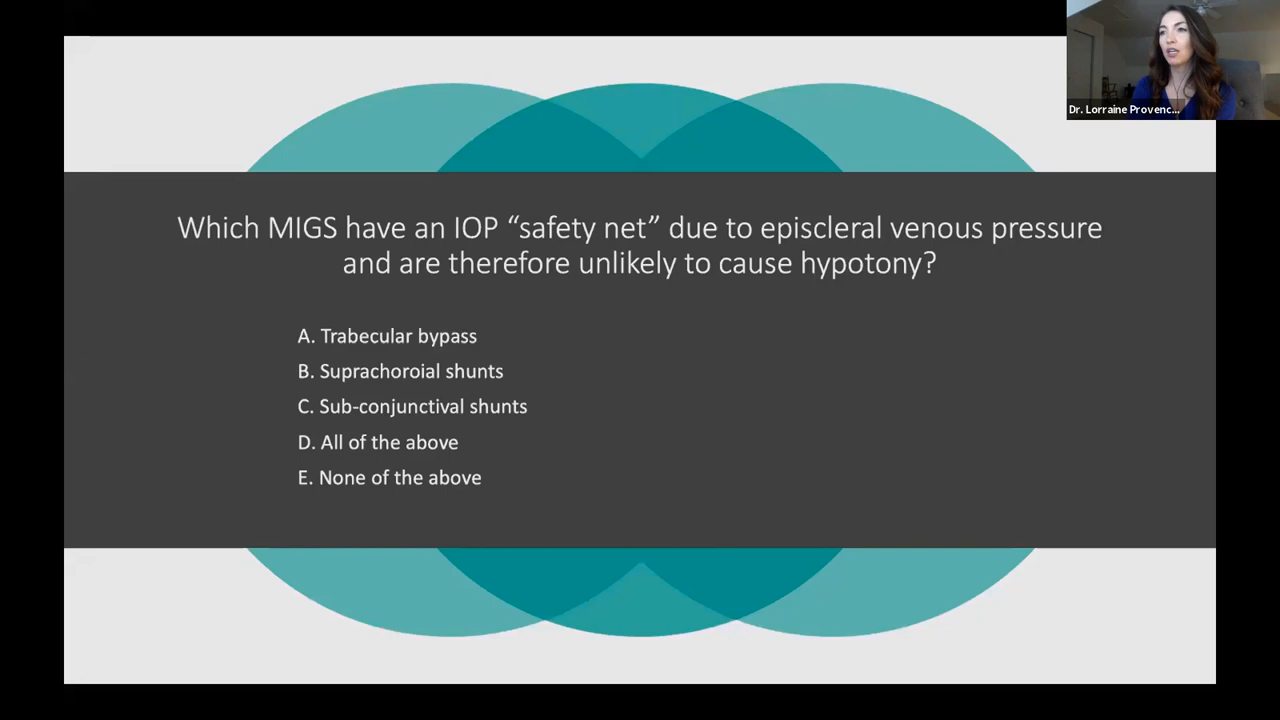 Dr. Lorraine Provenc...
Which MIGS have an IOP “safety net” due to episcleral venous pressure
and are therefore unlikely to cause hypotony?
A. Trabecular bypass
B. Suprachoroial shunts
C. Sub-conjunctival shunts
D. All of the above
E. None of the above